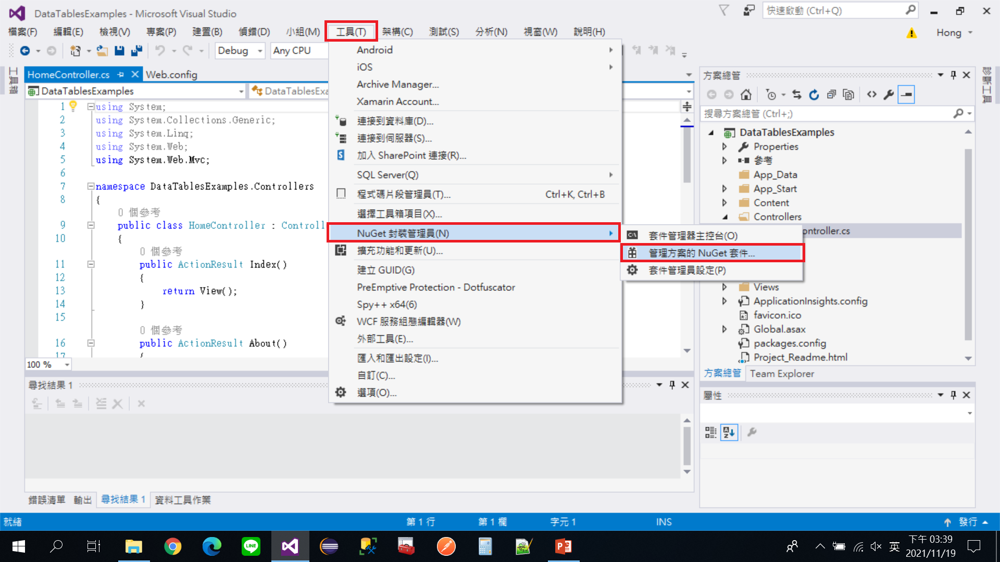 DataTablesExamples - Microsoft Visual Studio
快速啟動 (Ctrl+Q)
檔案(F) 編輯(E) 檢視(V) 專案(P) 建置(B) 偵錯(D) 小組(M) 工具(T) 架構(C) 測試(S) 分析(N) 視窗(W) 說明(H)
Hong
Debug Any CPU
工具箱
HomeController.cs Web.config
DataTablesExamples DataTablesExa
1 using System;
2 using System.Collections.Generic;
3 using System.Linq;
4 using System.Web;
5 using System.Web.Mvc;
6
7 namespace DataTablesExamples.Controllers
8 {
0 個參考
9 public class HomeController : Controll
10 {
0 個參考
11 public ActionResult Index()
12 {
13 return View();
14 }
15
0 個參考
16 public ActionResult About()
17 {
100 %
Android
iOS
Archive Manager...
Xamarin Account...
連接到資料庫(D)...
連接到伺服器(S)...
加入 SharePoint 連接(R)...
SQL Server(Q)
程式碼片段管理員(T)... Ctrl+K, Ctrl+B
選擇工具箱項目(X)...
NuGet 封裝管理員(N)
擴充功能和更新(U)...
建立 GUID(G)
PreEmptive Protection - Dotfuscator
Spy++ x64(6)
WCF 服務組態編輯器(W)
外部工具(E)...
匯入和匯出設定(I)...
自訂(C)...
選項(O)...
套件管理器主控台(O)
管理方案的 NuGet 套件...
套件管理員設定(P)
方案總管
搜尋方案總管 (Ctrl+;)
DataTablesExamples
Properties
參考
App_Data
App_Start
Content
Controllers
ontroller.cs
Views
ApplicationInsights.config
favicon.ico
Global.asax
packages.config
Project_Readme.html
方案總管 Team Explorer
診斷工具
屬性
尋找結果 1
錯誤清單 輸出 尋找結果 1 資料工具作業
就緒 第 1 行 第 1 欄 字元 1 INS 發行
LINE
英
下午 03:39
2021/11/19